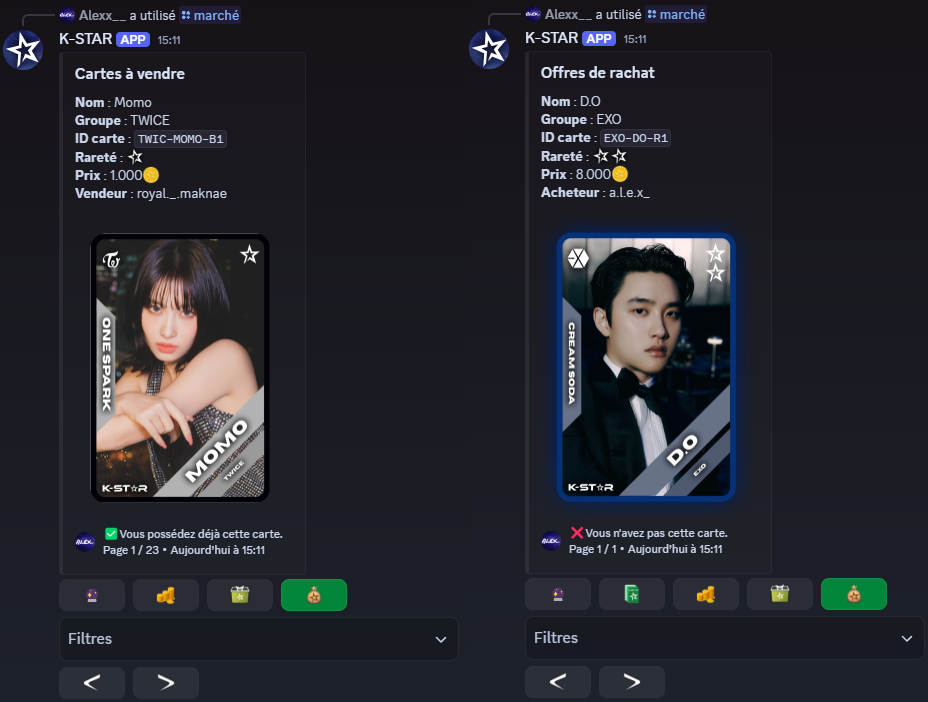 Alexx__ a utilisé marché
K-STAR APP 15:11
Cartes à vendre
Nom : Momo
Groupe : TWICE
ID carte : TWIC-MOMO-B1
Rareté :
Prix : 1.000
Vendeur : royal._.maknae
ONE SPARK
MOMO
TWICE
K-ST☆R
ALEX_
Vous possédez déjà cette carte.
Page 1 / 23 • Aujourd'hui à 15:11
Filtres
<
>
Alexx__ a utilisé marché
K-STAR APP 15:11
Offres de rachat
Nom : D.O
Groupe : EXO
ID carte : EXO-DO-R1
Rareté :
Prix : 8.000
Acheteur : a.l.e.x_
CREAM SODA
D.O
EXO
K-ST☆R
ALEX_
Vous n'avez pas cette carte.
Page 1 / 1 • Aujourd'hui à 15:11
Filtres
<
>